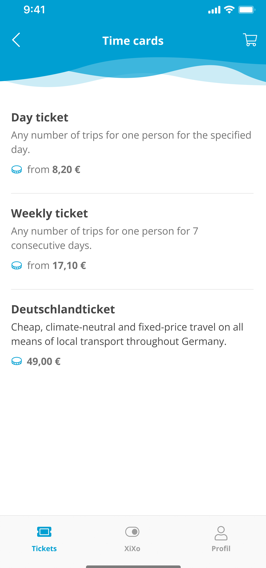 9:41
Time cards
Day ticket
Any number of trips for one person for the specified
day.
from 8,20 €
Weekly ticket
Any number of trips for one person for 7
consecutive days.
from 17,10 €
Deutschlandticket
Cheap, climate-neutral and fixed-price travel on all
means of local transport throughout Germany.
49,00 €
Tickets XiXo Profil